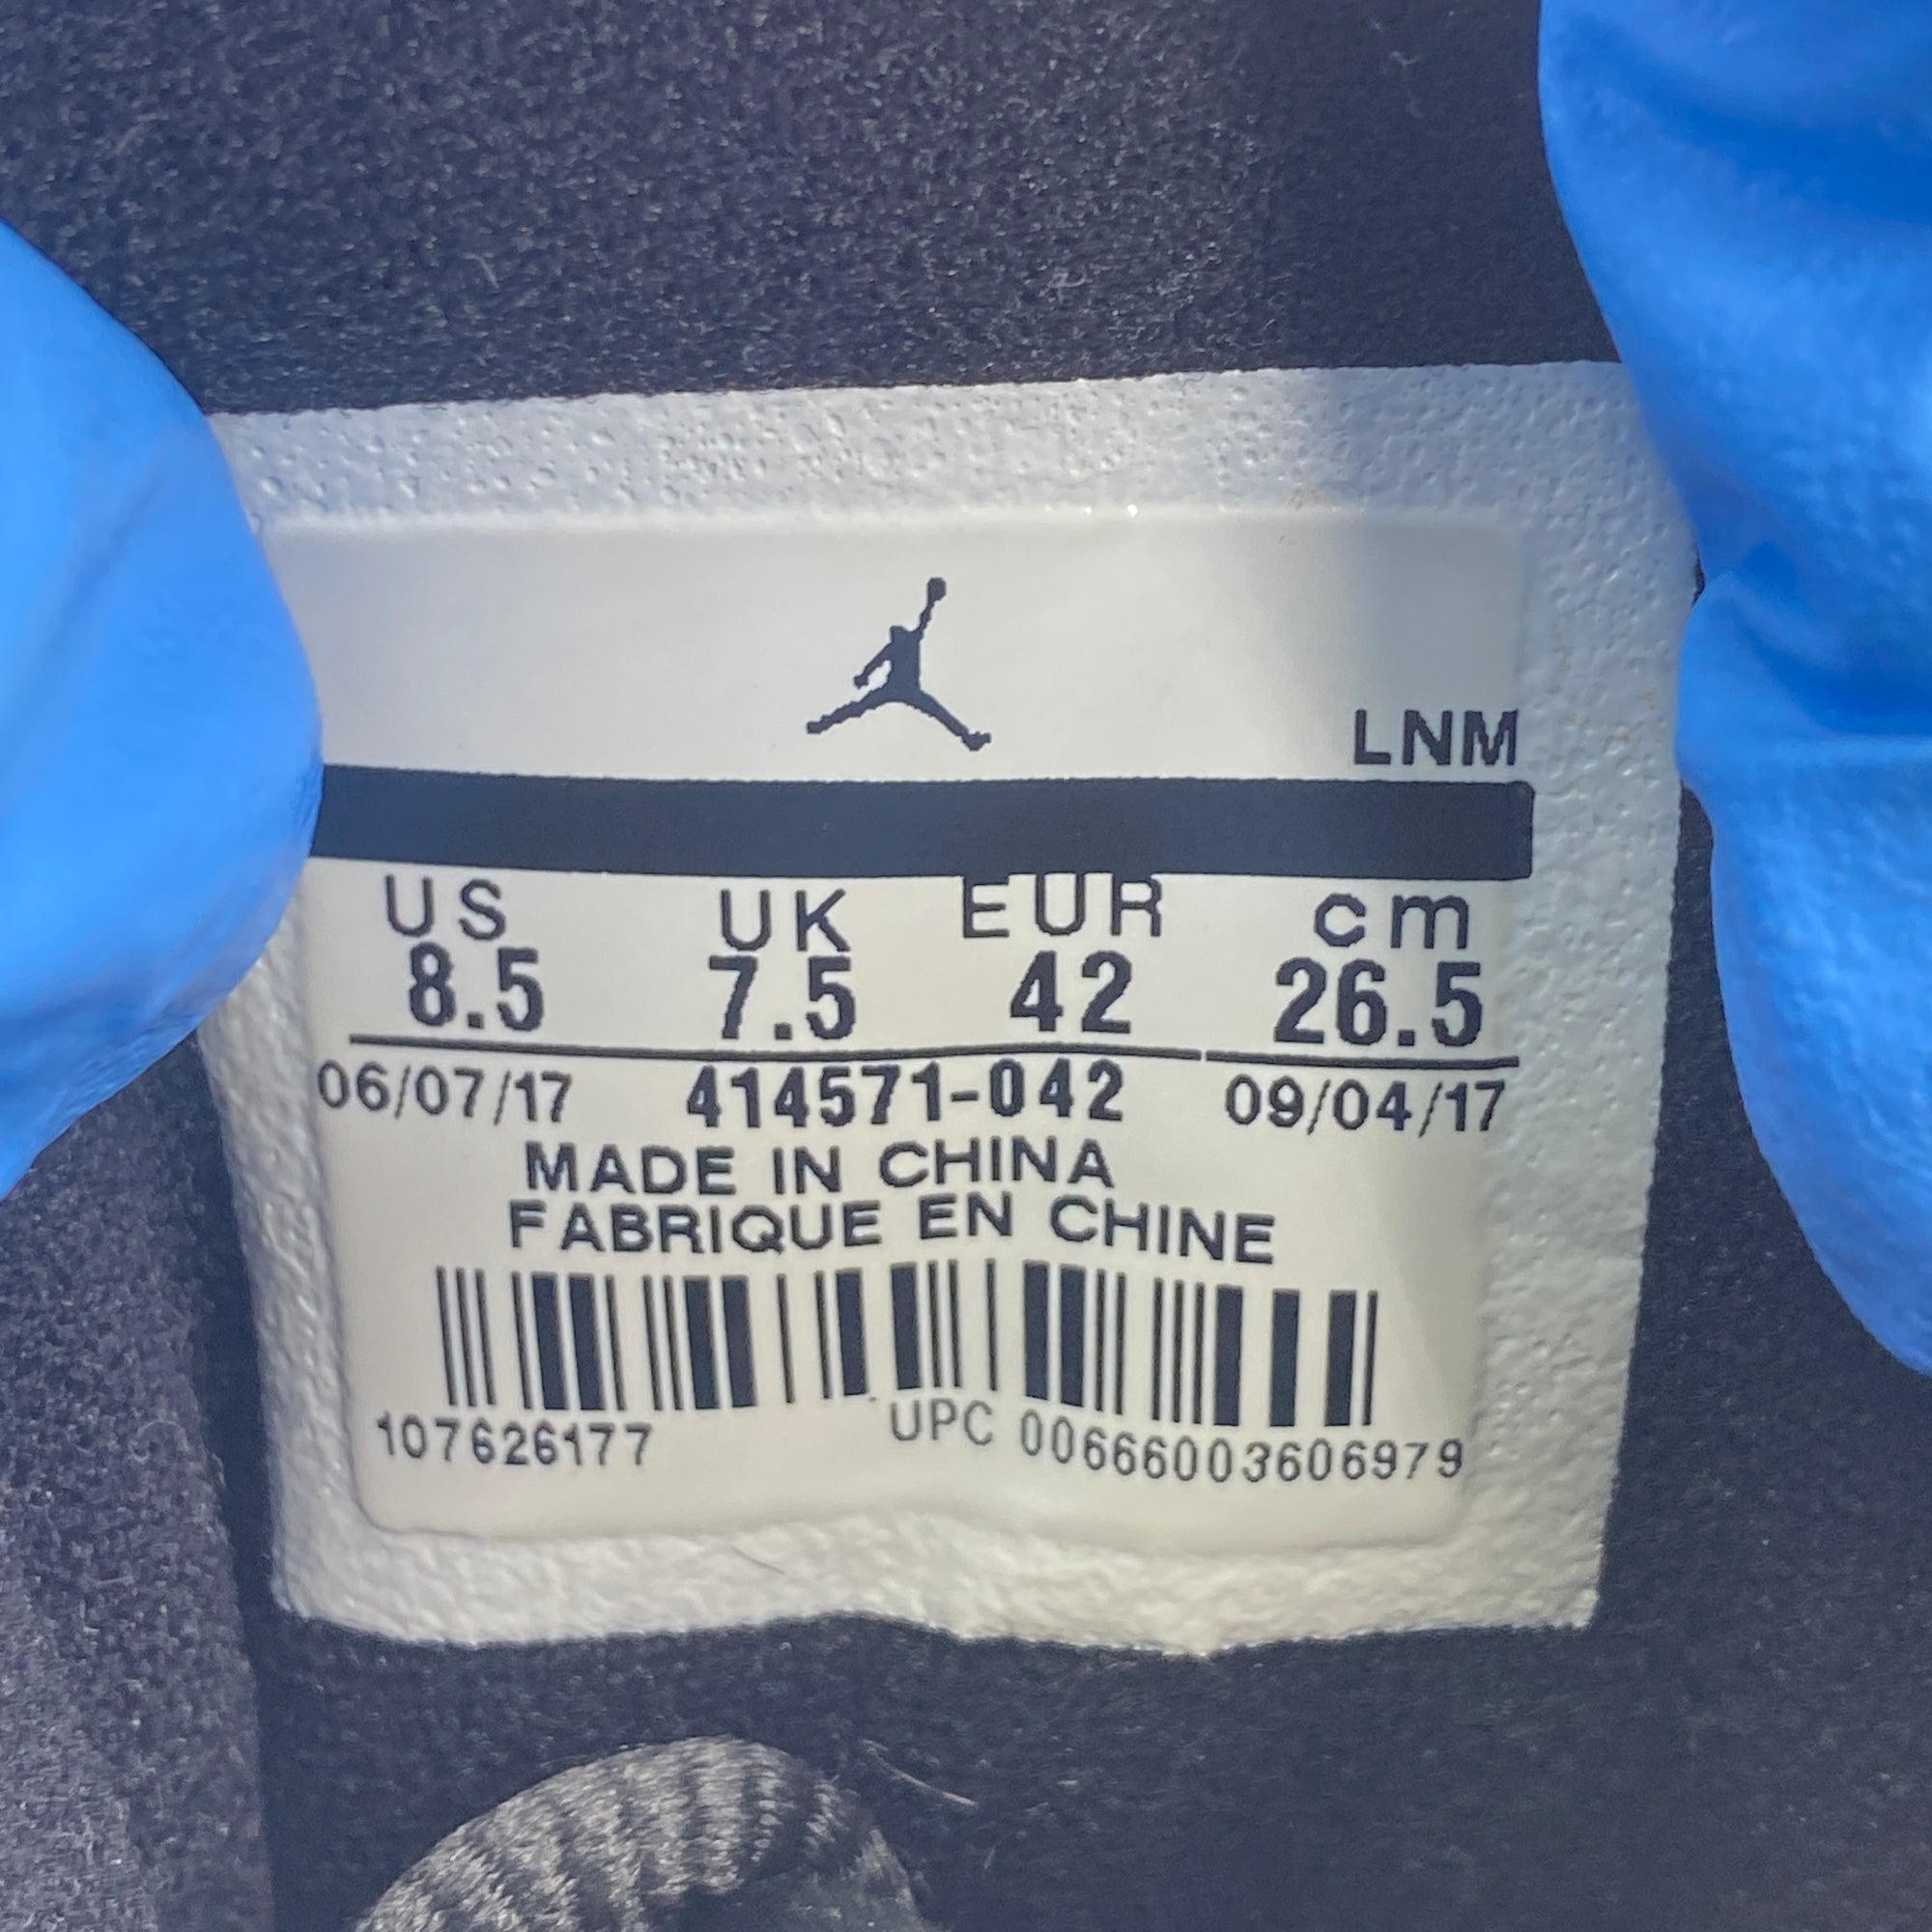 LNM
US UK EUR cm
8.5 7.5 42 26.5
06/07/17 414571-042 09/04/17
MADE IN CHINA
FABRIQUE EN CHINE
107626177 UPC 00666003606979